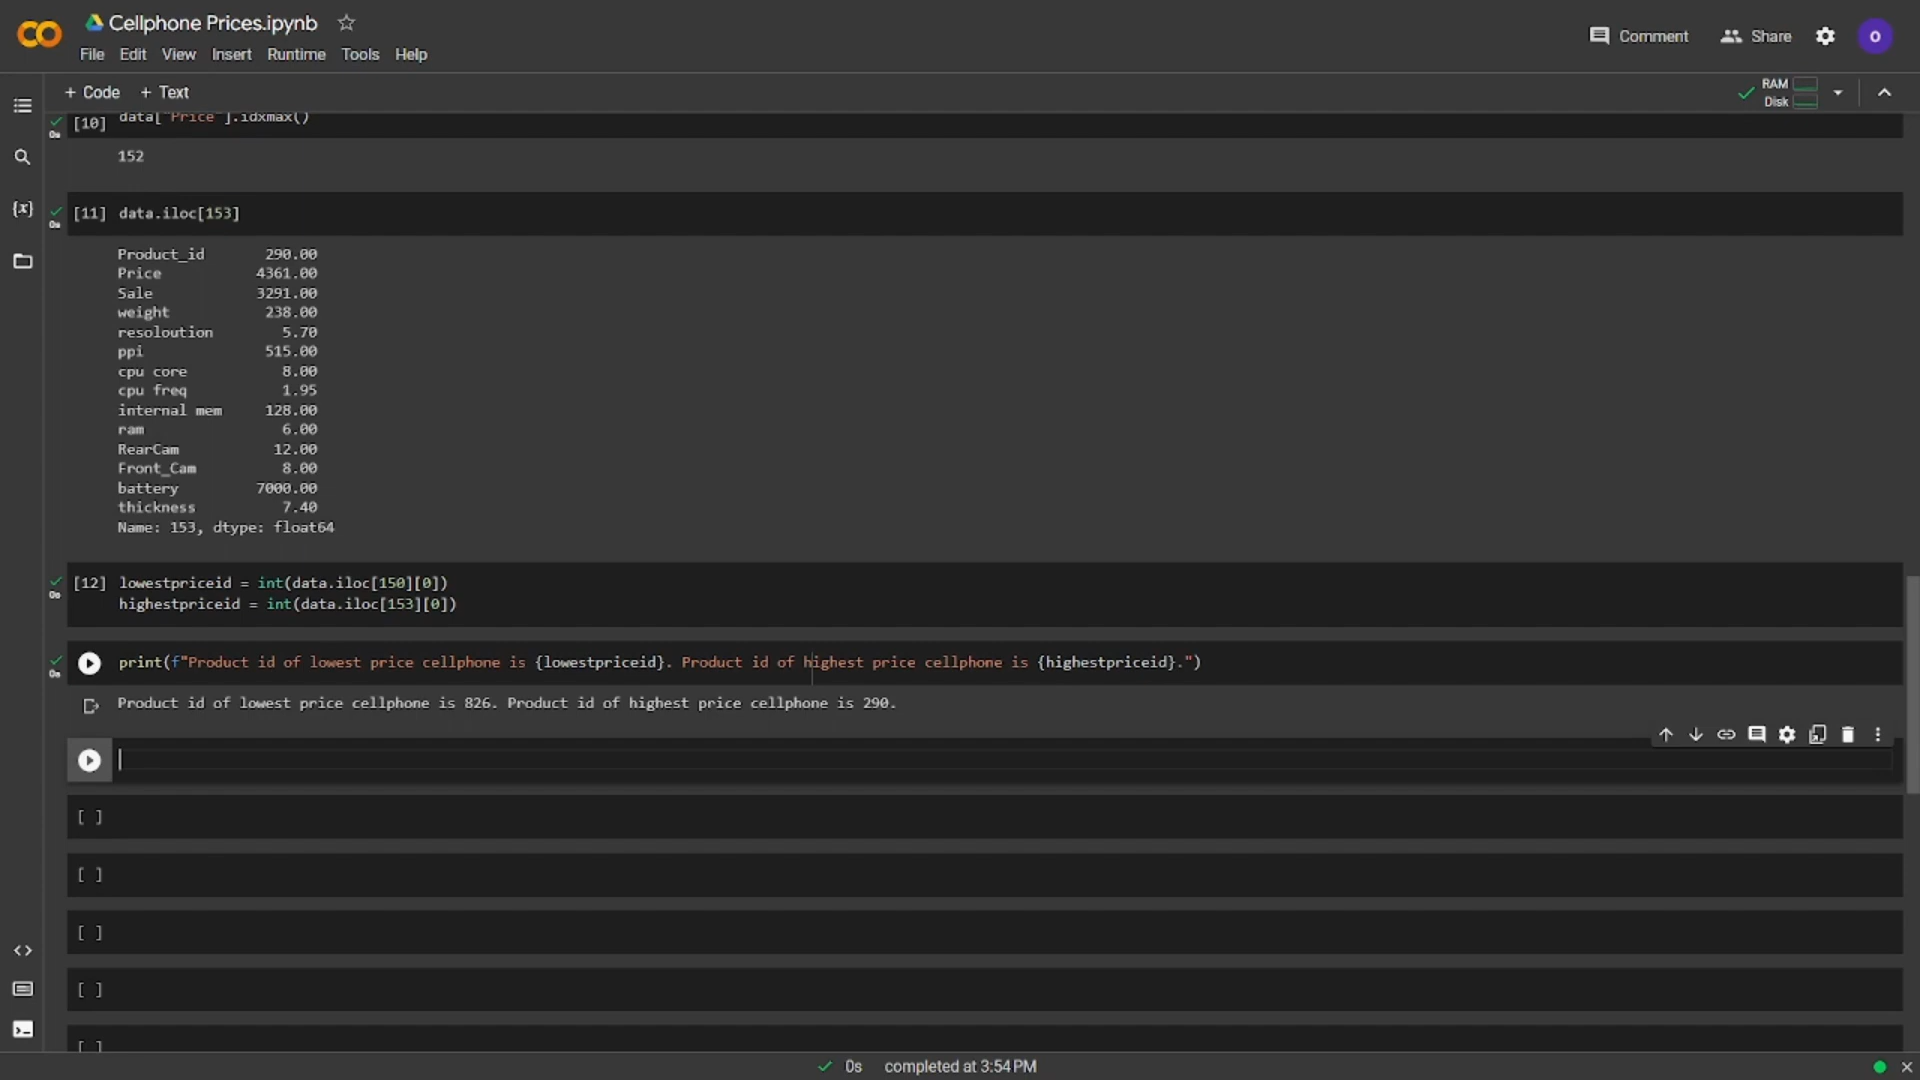 Cellphone Prices.ipynb
File Edit View Insert Runtime Tools Help
Comment Share O
+ Code + Text
RAM
Disk
[10] data["Price"].idxmax()
0s
152
[11] data.iloc[153]
0s
Product_id 290.00
Price 4361.00
Sale 3291.00
weight 238.00
resoloution 5.70
ppi 515.00
cpu core 8.00
cpu freq 1.95
internal mem 128.00
ram 6.00
RearCam 12.00
Front_Cam 8.00
battery 7000.00
thickness 7.40
Name: 153, dtype: float64
[12] lowestpriceid = int(data.iloc[150][0])
0s
highestpriceid = int(data.iloc[153][0])
print(f"Product id of lowest price cellphone is {lowestpriceid}. Product id of highest price cellphone is {highestpriceid}.")
0s
Product id of lowest price cellphone is 826. Product id of highest price cellphone is 290.
[ ]
[ ]
[ ]
[ ]
[ ]
0s completed at 3:54 PM